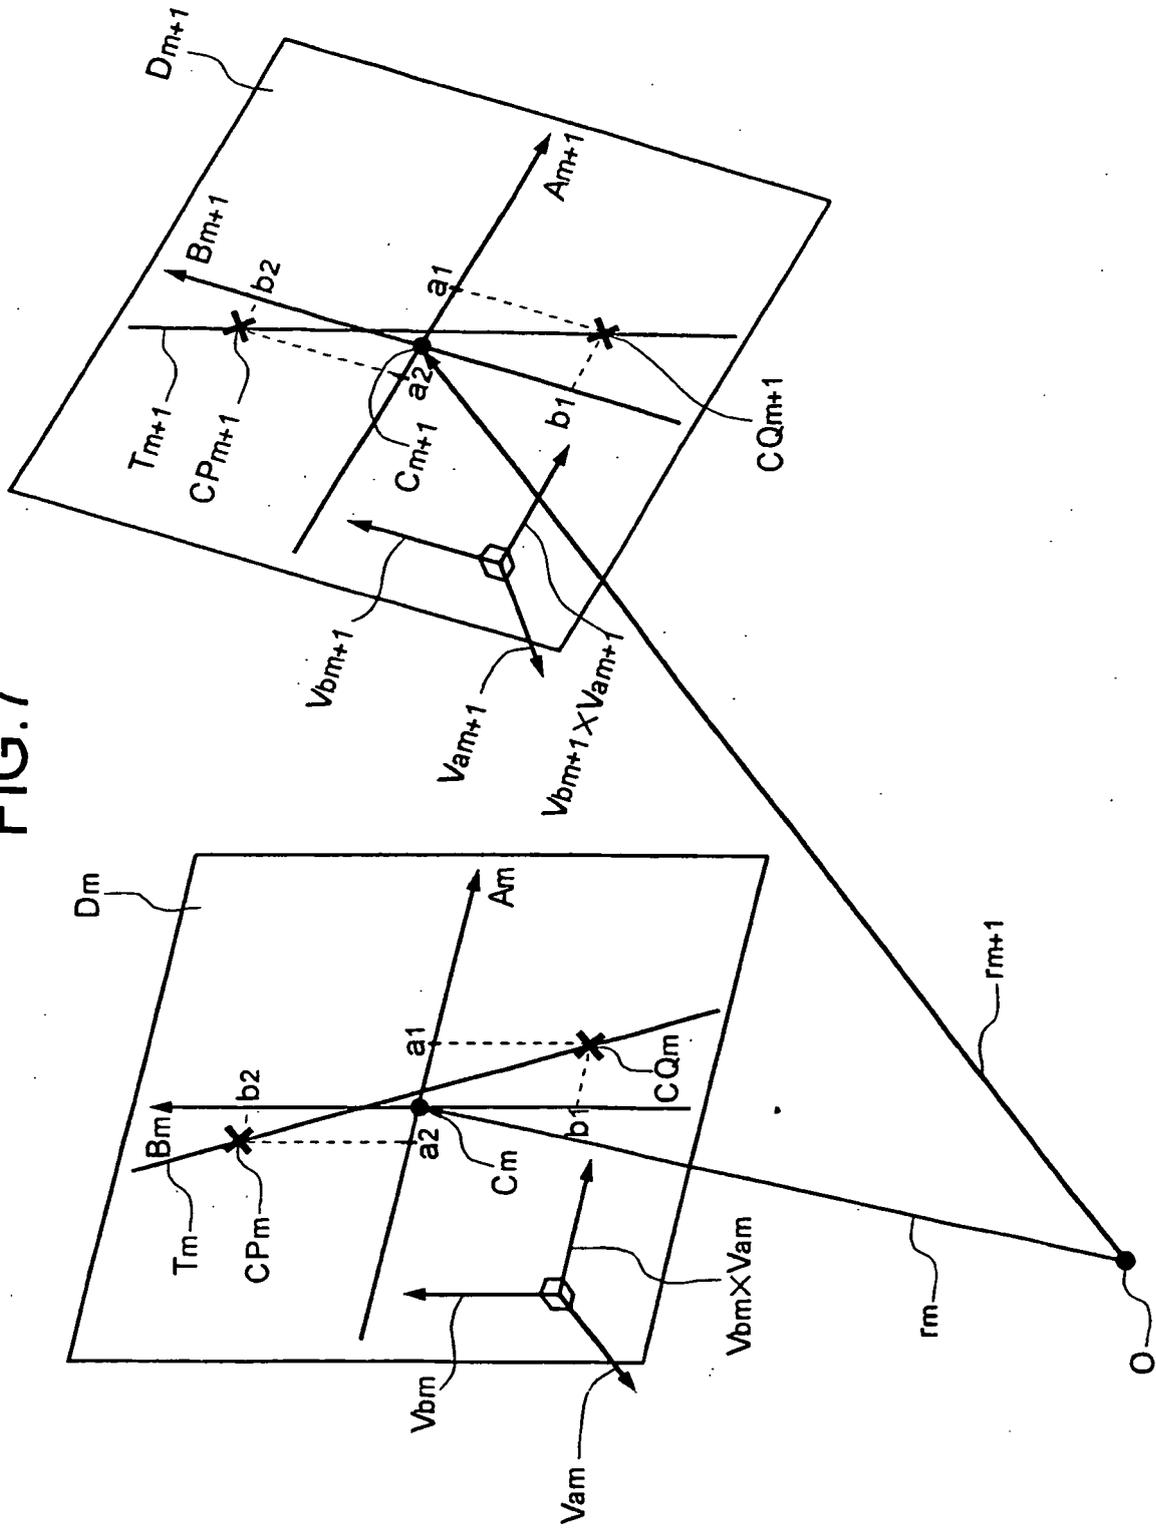 FIG.7
Dm
Bm
b2
Tm
CPm
Am
a1
a2
Cm
b1
CQm
Vbm
Vam
Vbm×Vam
rm
O
Dm+1
Bm+1
b2
Tm+1
CPm+1
Am+1
a1
a2
Cm+1
b1
CQm+1
Vbm+1
Vam+1
Vbm+1×Vam+1
rm+1